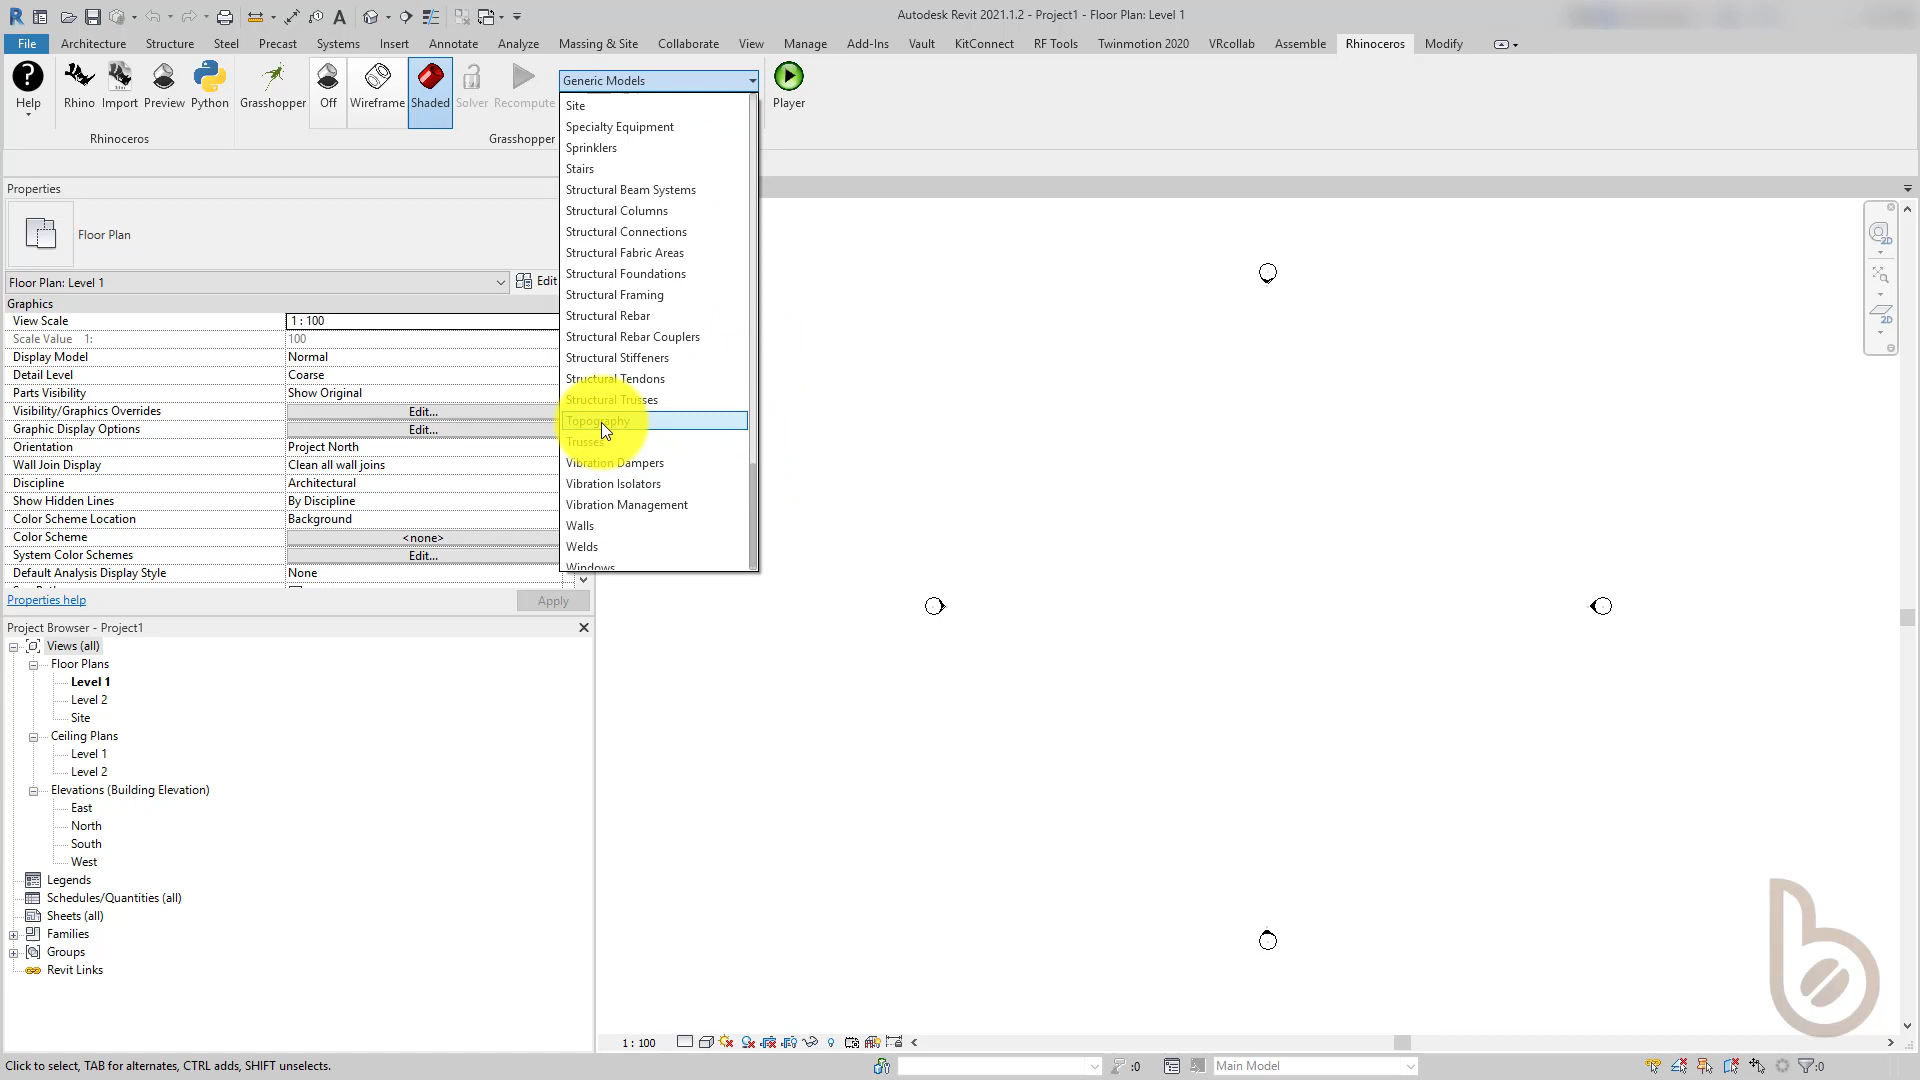 Autodesk Revit 2021.1.2 - Project1 - Floor Plan: Level 1
File Architecture Structure Steel Precast Systems Insert Annotate Analyze Massing & Site Collaborate View Manage Add-Ins Vault KitConnect RF Tools Twinmotion 2020 VRcollab Assemble Rhinoceros Modify
Help Rhino Import Preview Python Grasshopper Off Wireframe Shaded Solver Recompute Generic Models Player
Rhinoceros Grasshopper
Site
Specialty Equipment
Sprinklers
Stairs
Structural Beam Systems
Structural Columns
Structural Connections
Structural Fabric Areas
Structural Foundations
Structural Framing
Structural Rebar
Structural Rebar Couplers
Structural Stiffeners
Structural Tendons
Structural Trusses
Topography
Trusses
Vibration Dampers
Vibration Isolators
Vibration Management
Walls
Welds
Windows
Properties
Floor Plan
Floor Plan: Level 1 Edit
Graphics
View Scale 1 : 100
Scale Value 1: 100
Display Model Normal
Detail Level Coarse
Parts Visibility Show Original
Visibility/Graphics Overrides Edit...
Graphic Display Options Edit...
Orientation Project North
Wall Join Display Clean all wall joins
Discipline Architectural
Show Hidden Lines By Discipline
Color Scheme Location Background
Color Scheme <none>
System Color Schemes Edit...
Default Analysis Display Style None
Properties help Apply
Project Browser - Project1
Views (all)
Floor Plans
Level 1
Level 2
Site
Ceiling Plans
Level 1
Level 2
Elevations (Building Elevation)
East
North
South
West
Legends
Schedules/Quantities (all)
Sheets (all)
Families
Groups
Revit Links
2D
2D
1 : 100
Click to select, TAB for alternates, CTRL adds, SHIFT unselects. :0 Main Model :0